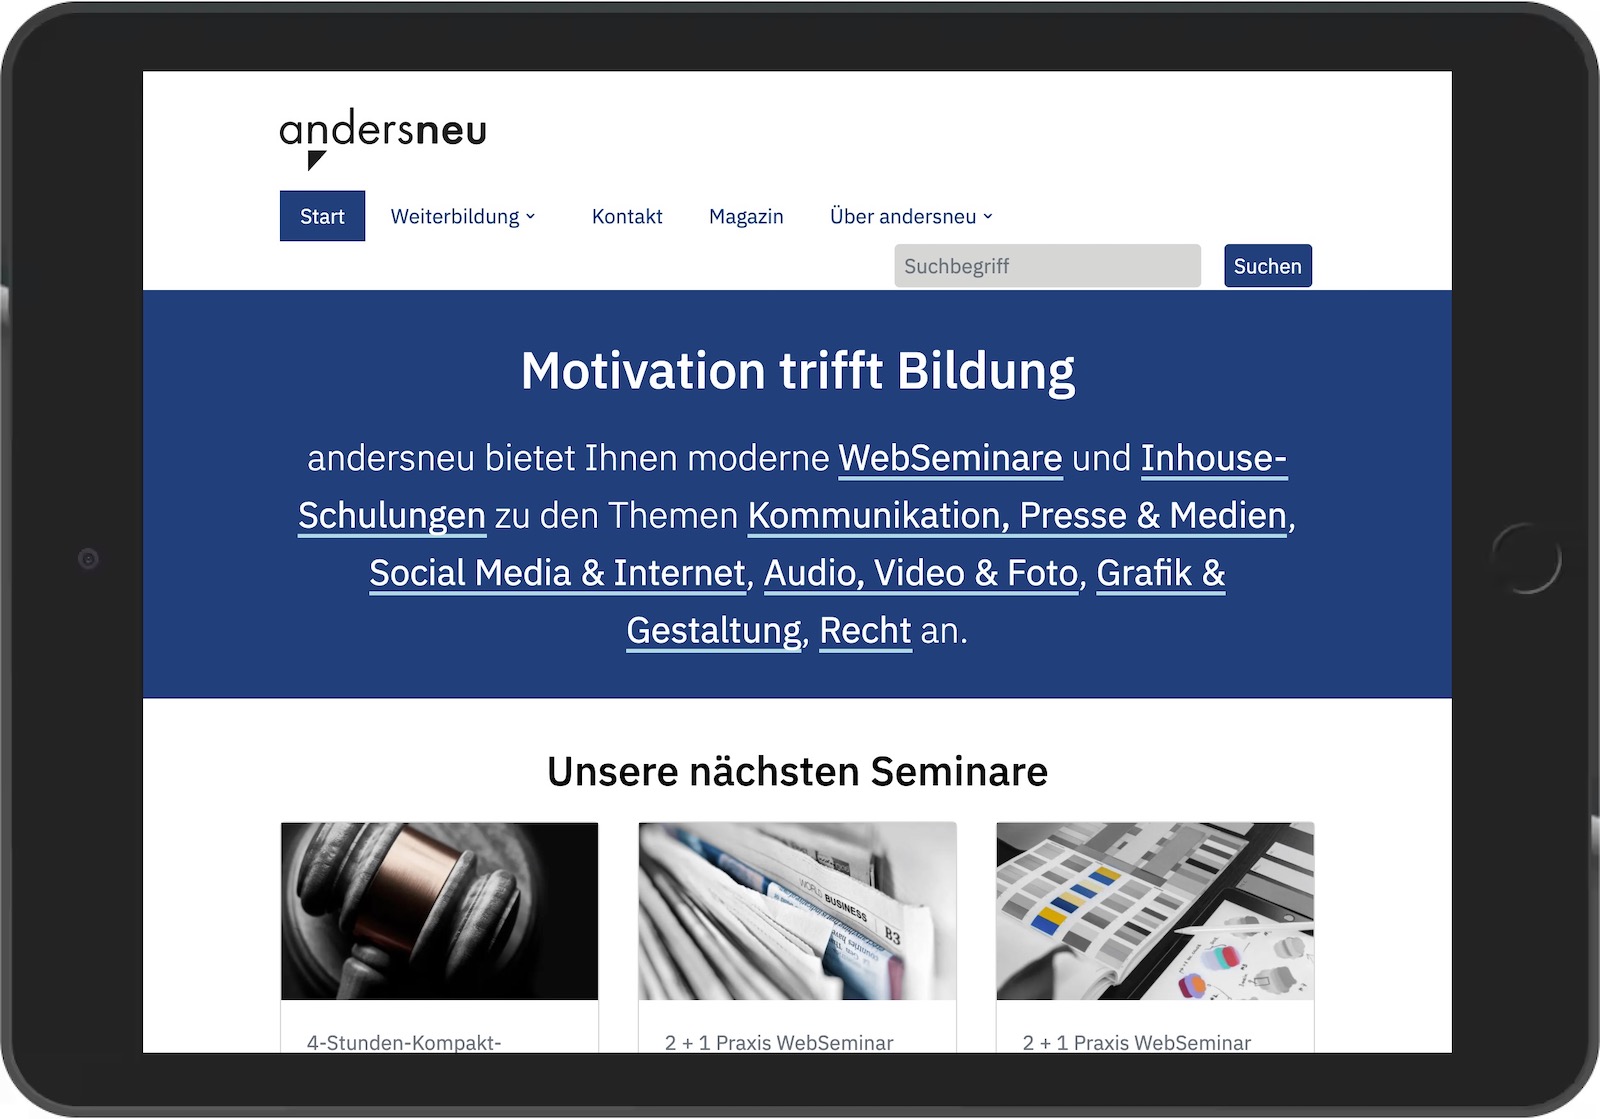 andersneu
Start Weiterbildung Kontakt Magazin Über andersneu
Suchbegriff Suchen
Motivation trifft Bildung
andersneu bietet Ihnen moderne WebSeminare und Inhouse-
Schulungen zu den Themen Kommunikation, Presse & Medien,
Social Media & Internet, Audio, Video & Foto, Grafik &
Gestaltung, Recht an.
Unsere nächsten Seminare
WORLD BUSINESS
B3
countries have
4-Stunden-Kompakt-
2 + 1 Praxis WebSeminar
2 + 1 Praxis WebSeminar